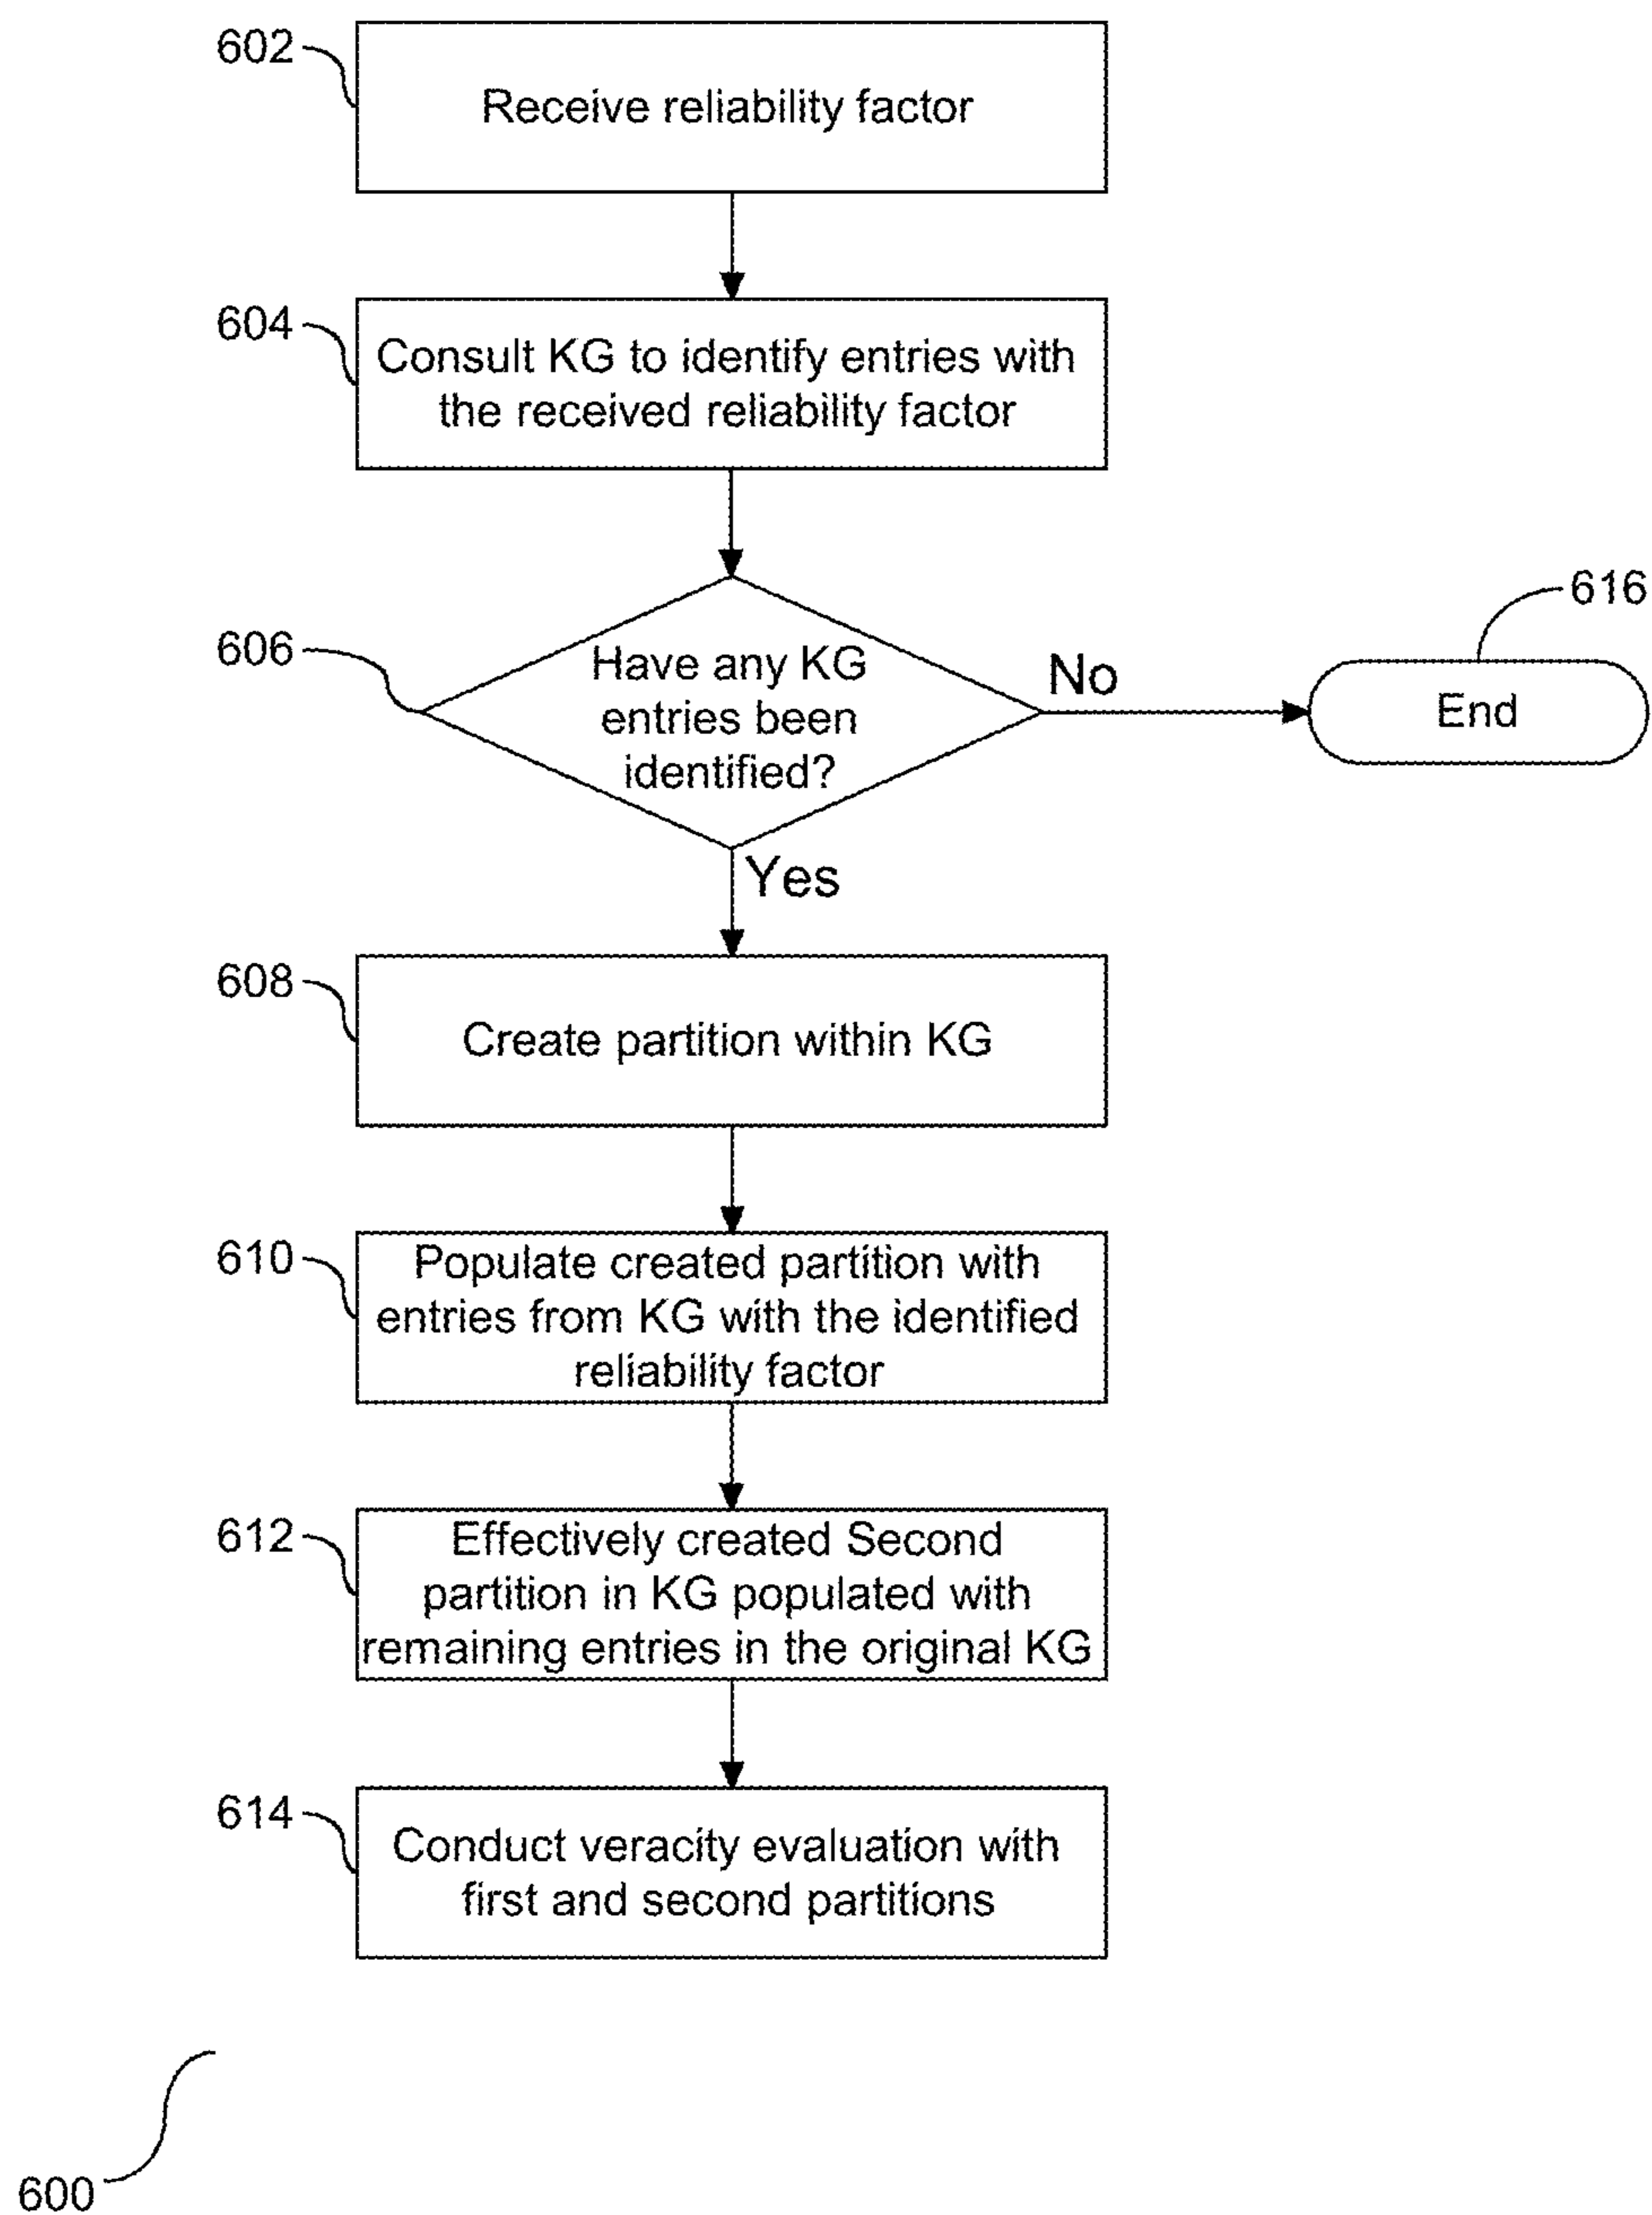 602
Receive reliability factor
604
Consult KG to identify entries with
the received reliability factor
606
Have any KG
entries been
identified?
No
616
End
Yes
608
Create partition within KG
610
Populate created partition with
entries from KG with the identified
reliability factor
612
Effectively created Second
partition in KG populated with
remaining entries in the original KG
614
Conduct veracity evaluation with
first and second partitions
600